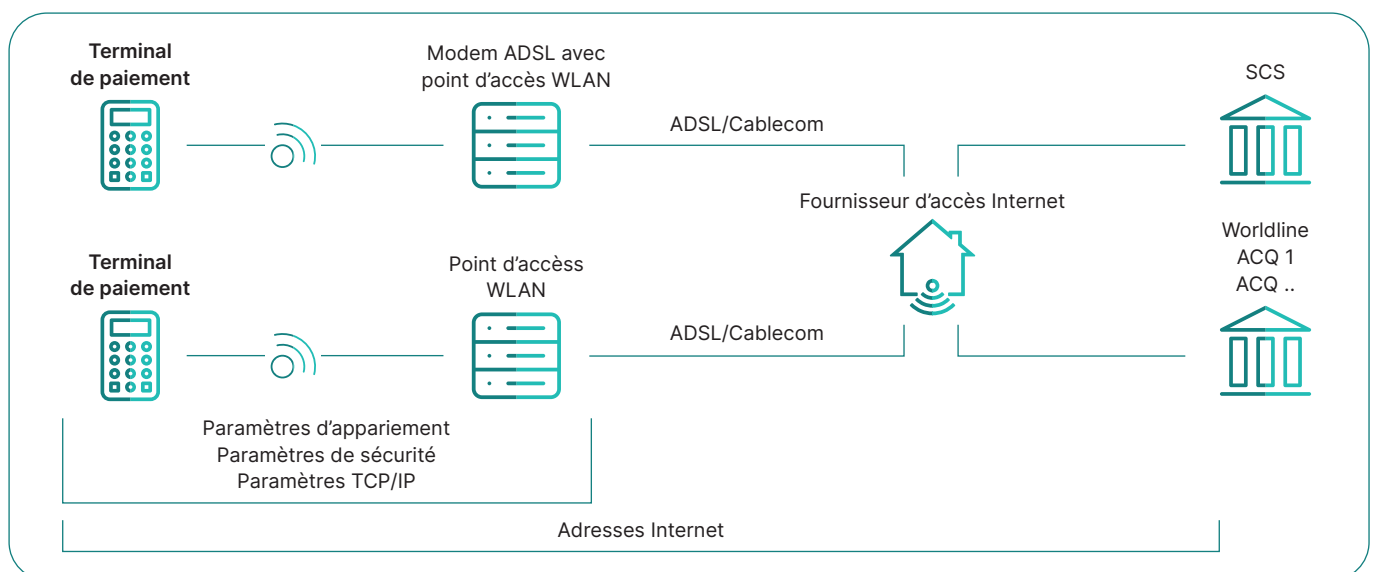 Terminal
de paiement
Modem ADSL avec
point d’accès WLAN
ADSL/Cablecom
SCS
Fournisseur d’accès Internet
Terminal
de paiement
Point d’accèss
WLAN
ADSL/Cablecom
Worldline
ACQ 1
ACQ ..
Paramètres d’appariement
Paramètres de sécurité
Paramètres TCP/IP
Adresses Internet